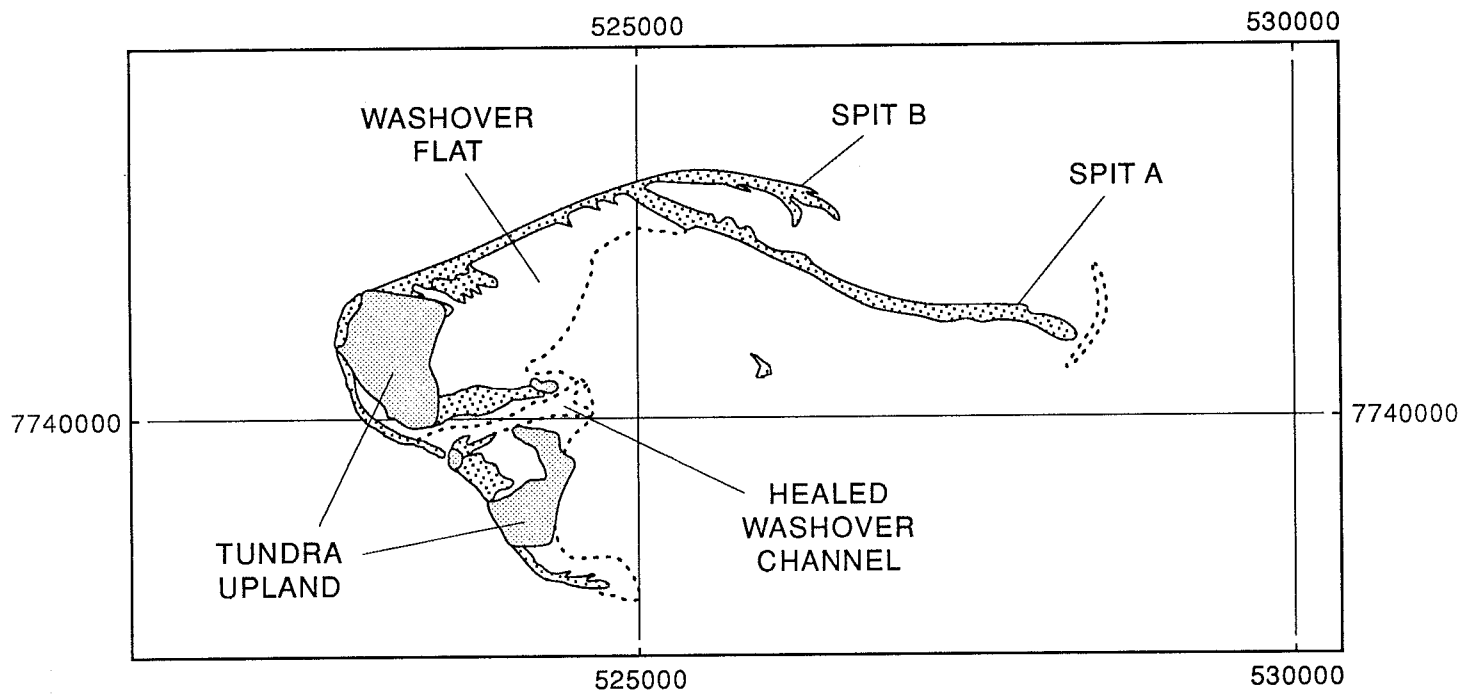 525000
530000
WASHOVER
FLAT
SPIT B
SPIT A
7740000
7740000
HEALED
WASHOVER
CHANNEL
TUNDRA
UPLAND
525000
530000